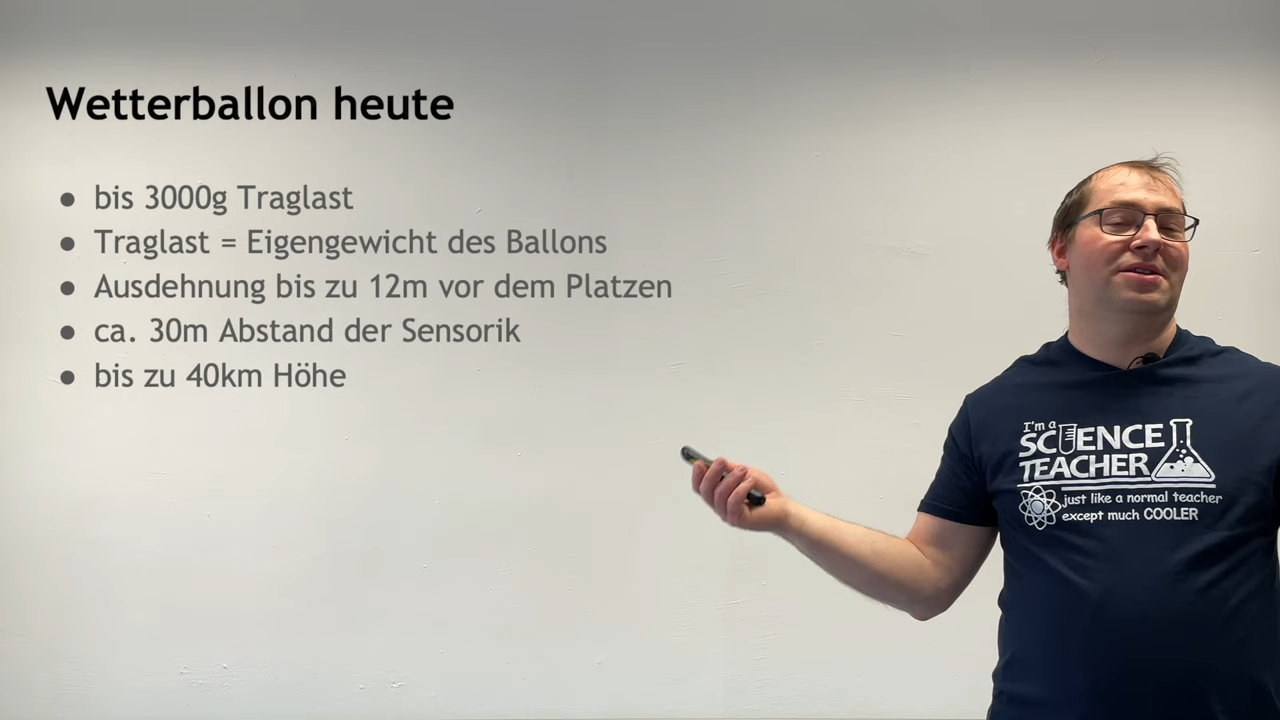 Wetterballon heute
● bis 3000g Traglast
● Traglast = Eigengewicht des Ballons
● Ausdehnung bis zu 12m vor dem Platzen
● ca. 30m Abstand der Sensorik
● bis zu 40km Höhe
I'm a
SCIENCE
TEACHER
just like a normal teacher
except much COOLER